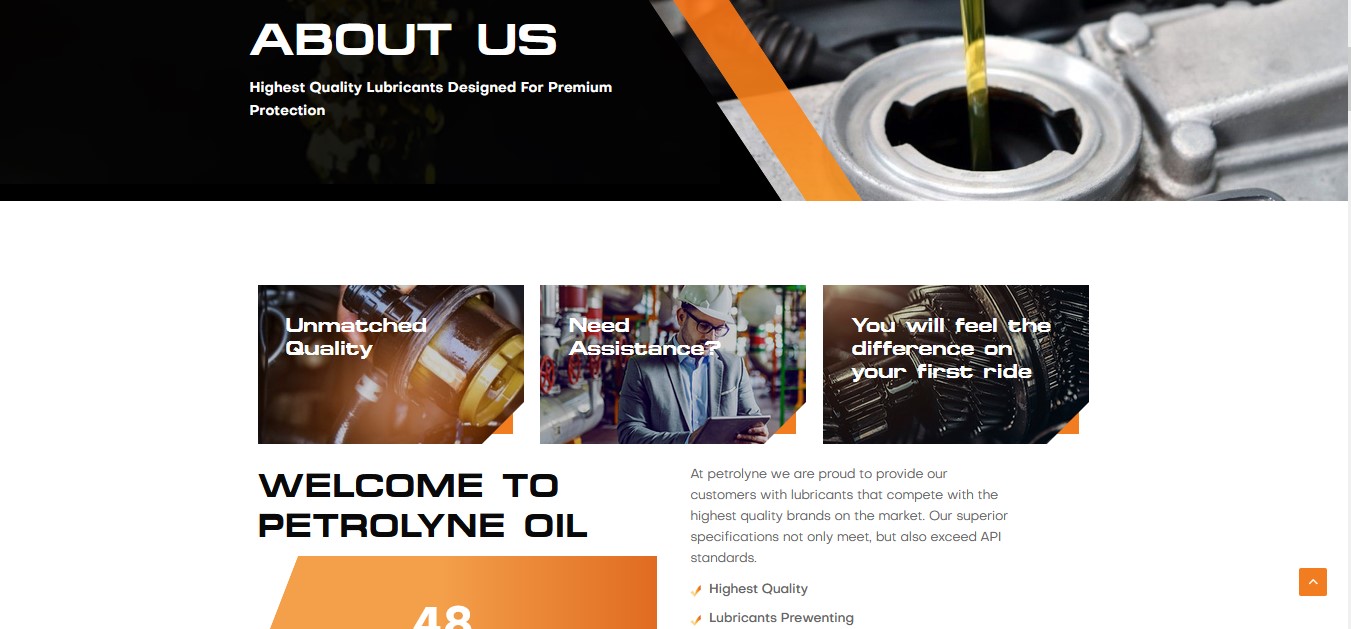 ABOUT US
Highest Quality Lubricants Designed For Premium
Protection
Unmatched
Quality
Need
Assistance?
You will feel the
difference on
your first ride
WELCOME TO
PETROLYNE OIL
48
At petrolyne we are proud to provide our
customers with lubricants that compete with the
highest quality brands on the market. Our superior
specifications not only meet, but also exceed API
standards.
Highest Quality
Lubricants Prewenting